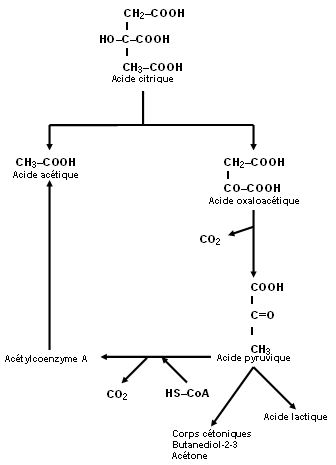 CH₂–COOH
HO–C–COOH
CH₃–COOH
Acide citrique
CH₃–COOH
Acide acétique
CH₂–COOH
CO–COOH
Acide oxaloacétique
CO₂
COOH
C=O
CH₃
Acide pyruvique
Acétylcoenzyme A
CO₂
HS–CoA
Acide lactique
Corps cétoniques
Butanediol-2-3
Acétone